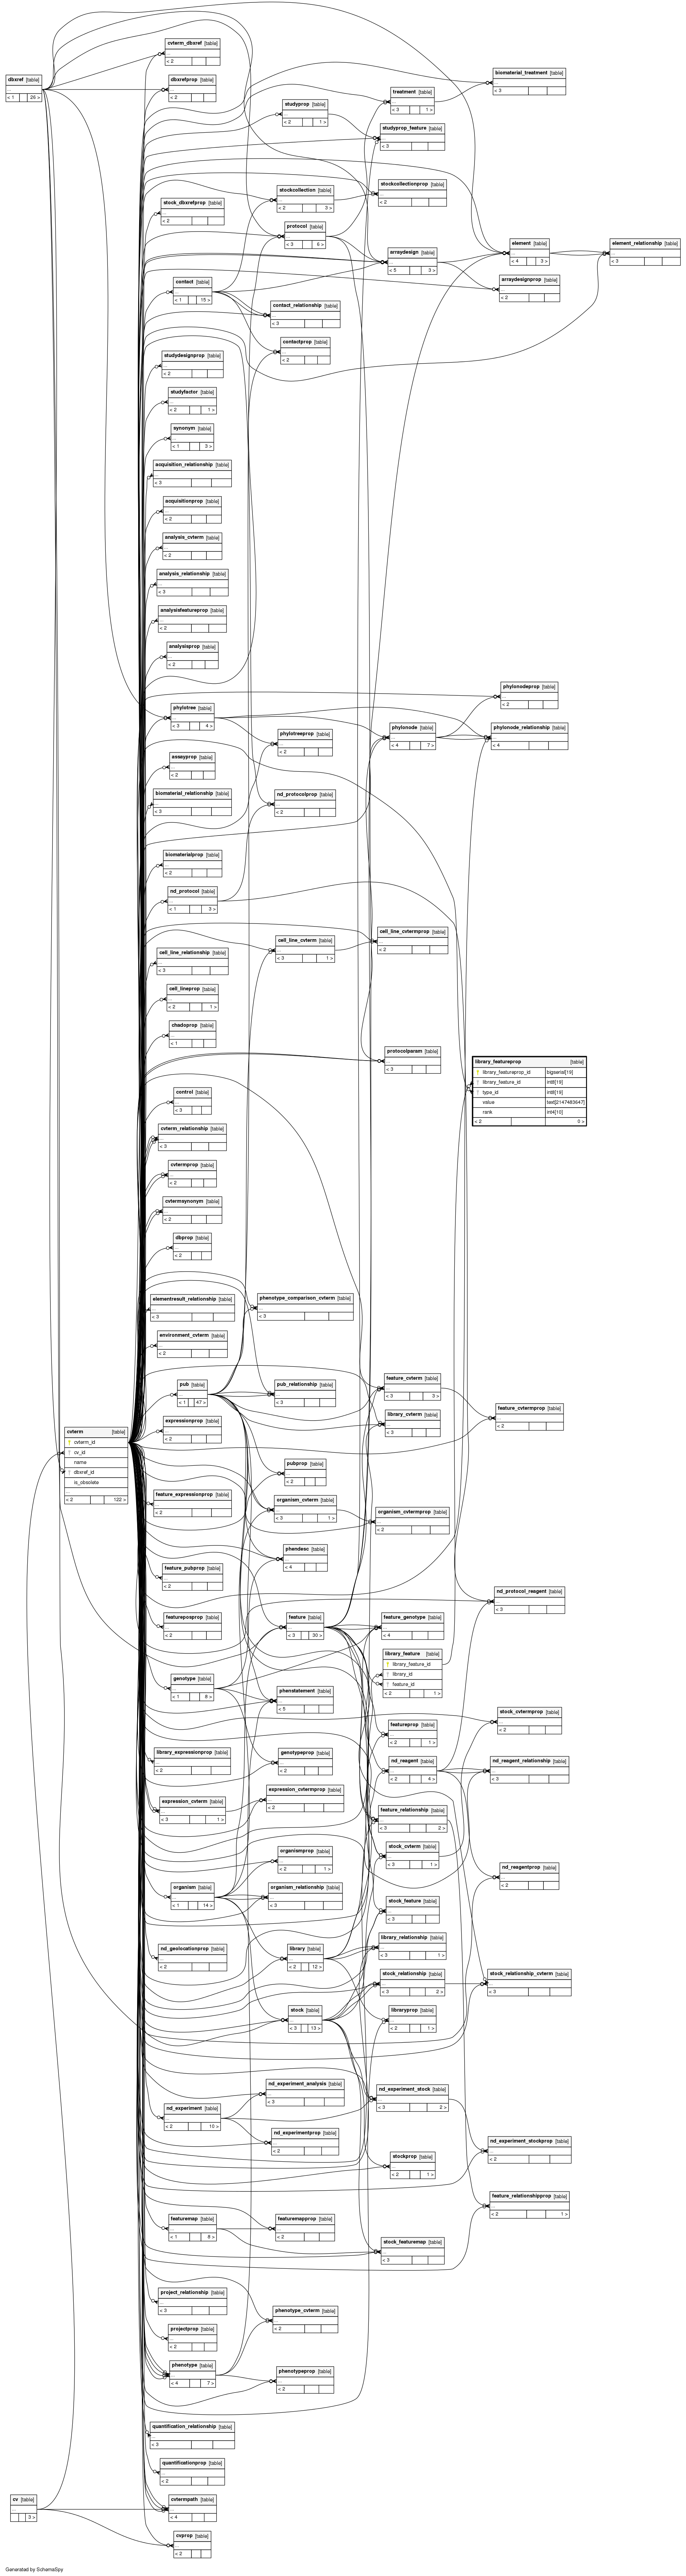 cvterm_dbxref [table]
...
< 2
dbxref [table]
...
< 1 26 >
dbxrefprop [table]
...
< 2
biomaterial_treatment [table]
...
< 3
treatment [table]
...
< 3 1 >
studyprop [table]
...
< 2 1 >
studyprop_feature [table]
...
< 3
stockcollection [table]
...
< 2 3 >
stockcollectionprop [table]
...
< 2
stock_dbxrefprop [table]
...
< 2
protocol [table]
...
< 3 6 >
arraydesign [table]
...
< 5 3 >
element [table]
...
< 4 3 >
element_relationship [table]
...
< 3
contact [table]
...
< 1 15 >
arraydesignprop [table]
...
< 2
contact_relationship [table]
...
< 3
contactprop [table]
...
< 2
studydesignprop [table]
...
< 2
studyfactor [table]
...
< 2 1 >
synonym [table]
...
< 1 3 >
acquisition_relationship [table]
...
< 3
acquisitionprop [table]
...
< 2
analysis_cvterm [table]
...
< 2
analysis_relationship [table]
...
< 3
analysisfeatureprop [table]
...
< 2
analysisprop [table]
...
< 2
phylonodeprop [table]
...
< 2
phylotree [table]
...
< 3 4 >
phylonode [table]
...
< 4 7 >
phylonode_relationship [table]
...
< 4
phylotreeprop [table]
...
< 2
assayprop [table]
...
< 2
biomaterial_relationship [table]
...
< 3
nd_protocolprop [table]
...
< 2
biomaterialprop [table]
...
< 2
nd_protocol [table]
...
< 1 3 >
cell_line_cvterm [table]
...
< 3 1 >
cell_line_cvtermprop [table]
...
< 2
cell_line_relationship [table]
...
< 3
cell_lineprop [table]
...
< 2 1 >
chadoprop [table]
...
< 1
protocolparam [table]
...
< 3
library_featureprop [table]
library_featureprop_id bigserial[19]
library_feature_id int8[19]
type_id int8[19]
value text[2147483647]
rank int4[10]
< 2 0 >
control [table]
...
< 3
cvterm_relationship [table]
...
< 3
cvtermprop [table]
...
< 2
cvtermsynonym [table]
...
< 2
dbprop [table]
...
< 2
elementresult_relationship [table]
...
< 3
phenotype_comparison_cvterm [table]
...
< 3
environment_cvterm [table]
...
< 2
pub [table]
...
< 1 47 >
pub_relationship [table]
...
< 3
feature_cvterm [table]
...
< 3 3 >
feature_cvtermprop [table]
...
< 2
library_cvterm [table]
...
< 3
expressionprop [table]
...
< 2
cvterm [table]
cvterm_id
cv_id
name
dbxref_id
is_obsolete
...
< 2 122 >
pubprop [table]
...
< 2
feature_expressionprop [table]
...
< 2
organism_cvterm [table]
...
< 3 1 >
organism_cvtermprop [table]
...
< 2
phendesc [table]
...
< 4
feature_pubprop [table]
...
< 2
nd_protocol_reagent [table]
...
< 3
featureposprop [table]
...
< 2
feature [table]
...
< 3 30 >
feature_genotype [table]
...
< 4
library_feature [table]
library_feature_id
library_id
feature_id
< 2 1 >
genotype [table]
...
< 1 8 >
phenstatement [table]
...
< 5
stock_cvtermprop [table]
...
< 2
featureprop [table]
...
< 2 1 >
library_expressionprop [table]
...
< 2
genotypeprop [table]
...
< 2
nd_reagent [table]
...
< 2 4 >
nd_reagent_relationship [table]
...
< 3
expression_cvterm [table]
...
< 3 1 >
expression_cvtermprop [table]
...
< 2
feature_relationship [table]
...
< 3 2 >
stock_cvterm [table]
...
< 3 1 >
organismprop [table]
...
< 2 1 >
nd_reagentprop [table]
...
< 2
organism [table]
...
< 1 14 >
organism_relationship [table]
...
< 3
stock_feature [table]
...
< 3
nd_geolocationprop [table]
...
< 2
library [table]
...
< 2 12 >
library_relationship [table]
...
< 3 1 >
stock_relationship [table]
...
< 3 2 >
stock_relationship_cvterm [table]
...
< 3
stock [table]
...
< 3 13 >
libraryprop [table]
...
< 2 1 >
nd_experiment_analysis [table]
...
< 3
nd_experiment_stock [table]
...
< 3 2 >
nd_experiment [table]
...
< 2 10 >
nd_experimentprop [table]
...
< 2
nd_experiment_stockprop [table]
...
< 2
stockprop [table]
...
< 2 1 >
feature_relationshipprop [table]
...
< 2 1 >
featuremap [table]
...
< 1 8 >
featuremapprop [table]
...
< 2
stock_featuremap [table]
...
< 3
project_relationship [table]
...
< 3
phenotype_cvterm [table]
...
< 2
projectprop [table]
...
< 2
phenotype [table]
...
< 4 7 >
phenotypeprop [table]
...
< 2
quantification_relationship [table]
...
< 3
quantificationprop [table]
...
< 2
cv [table]
...
3 >
cvtermpath [table]
...
< 4
cvprop [table]
...
< 2
Generated by SchemaSpy